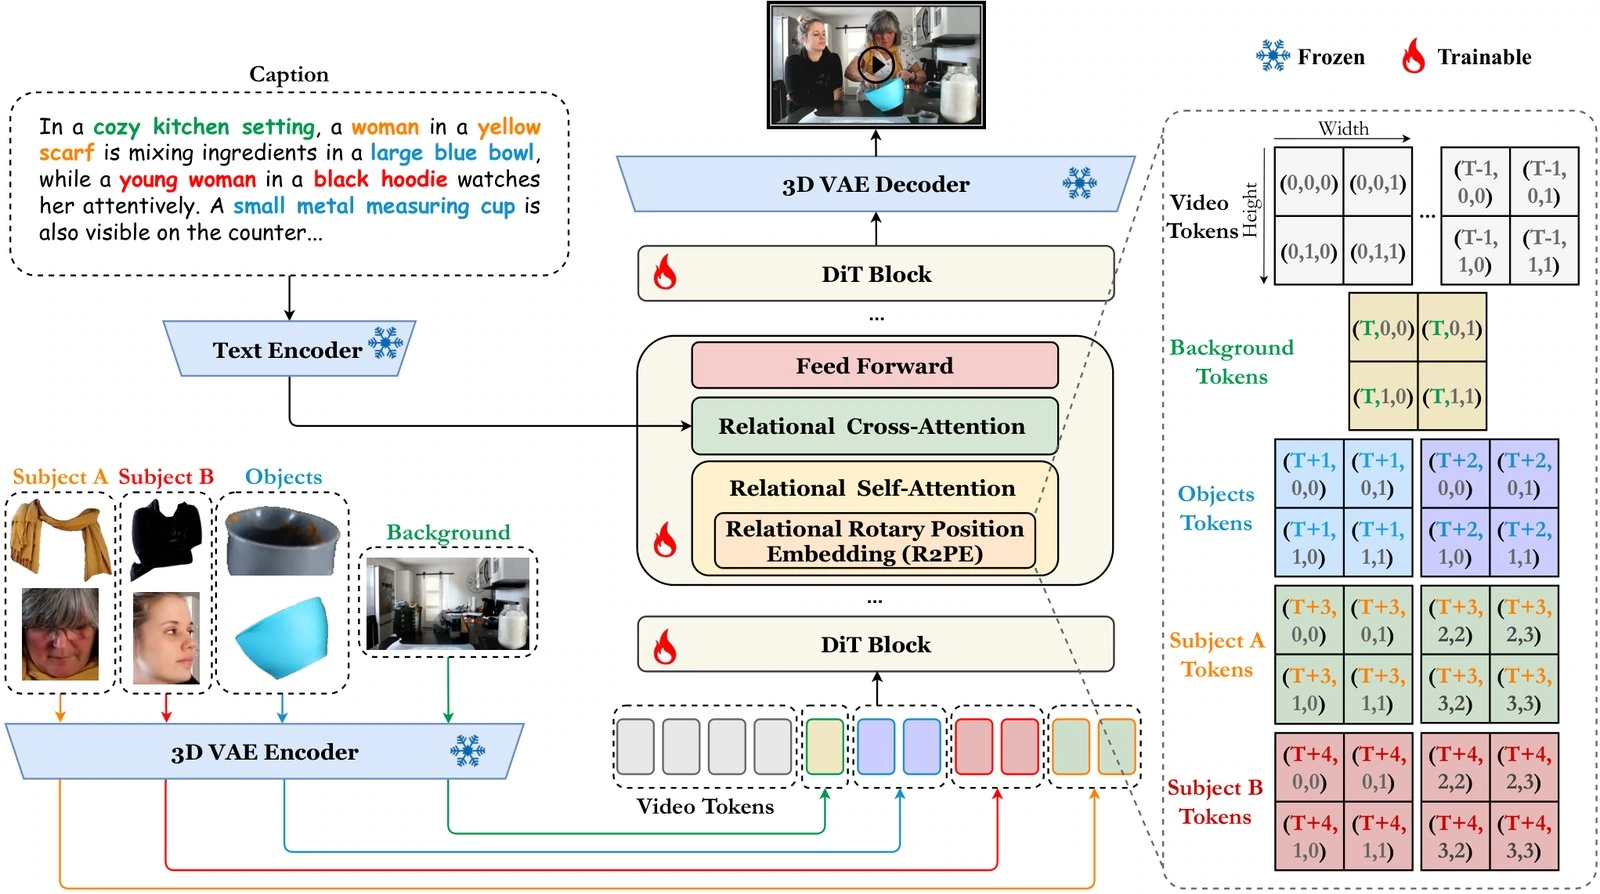 Caption
In a cozy kitchen setting, a woman in a yellow
scarf is mixing ingredients in a large blue bowl,
while a young woman in a black hoodie watches
her attentively. A small metal measuring cup is
also visible on the counter...
Text Encoder
Subject A
Subject B
Objects
Background
3D VAE Encoder
3D VAE Decoder
DiT Block
...
Feed Forward
Relational Cross-Attention
Relational Self-Attention
Relational Rotary Position
Embedding (R2PE)
...
DiT Block
Video Tokens
Frozen
Trainable
Width
Height
Video
Tokens
(0,0,0) (0,0,1)
(0,1,0) (0,1,1)
...
(T-1, 0,0) (T-1, 0,1)
(T-1, 1,0) (T-1, 1,1)
Background
Tokens
(T,0,0) (T,0,1)
(T,1,0) (T,1,1)
Objects
Tokens
(T+1, 0,0) (T+1, 0,1) (T+2, 0,0) (T+2, 0,1)
(T+1, 1,0) (T+1, 1,1) (T+2, 1,0) (T+2, 1,1)
Subject A
Tokens
(T+3, 0,0) (T+3, 0,1) (T+3, 2,2) (T+3, 2,3)
(T+3, 1,0) (T+3, 1,1) (T+3, 3,2) (T+3, 3,3)
Subject B
Tokens
(T+4, 0,0) (T+4, 0,1) (T+4, 2,2) (T+4, 2,3)
(T+4, 1,0) (T+4, 1,1) (T+4, 3,2) (T+4, 3,3)